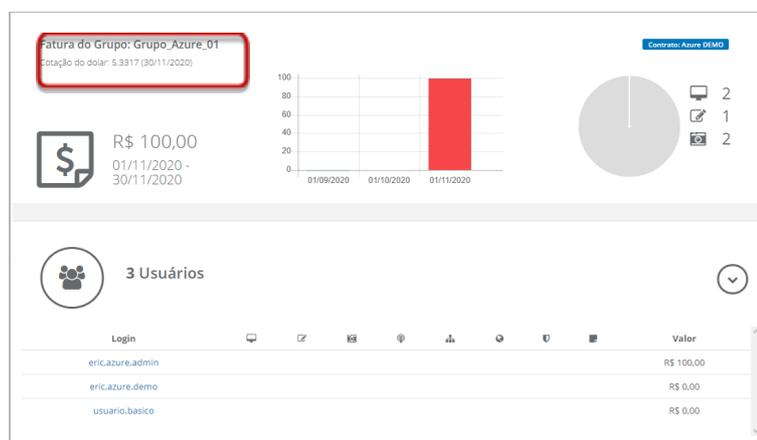 Fatura do Grupo: Grupo_Azure_01
Cotação do dolar: 5.3317 (30/11/2020)
Contrato: Azure DEMO
R$ 100,00
01/11/2020 -
30/11/2020
100
80
60
40
20
0
01/09/2020 01/10/2020 01/11/2020
2
1
2
3 Usuários
Login Valor
eric.azure.admin R$ 100,00
eric.azure.demo R$ 0,00
usuario.basico R$ 0,00